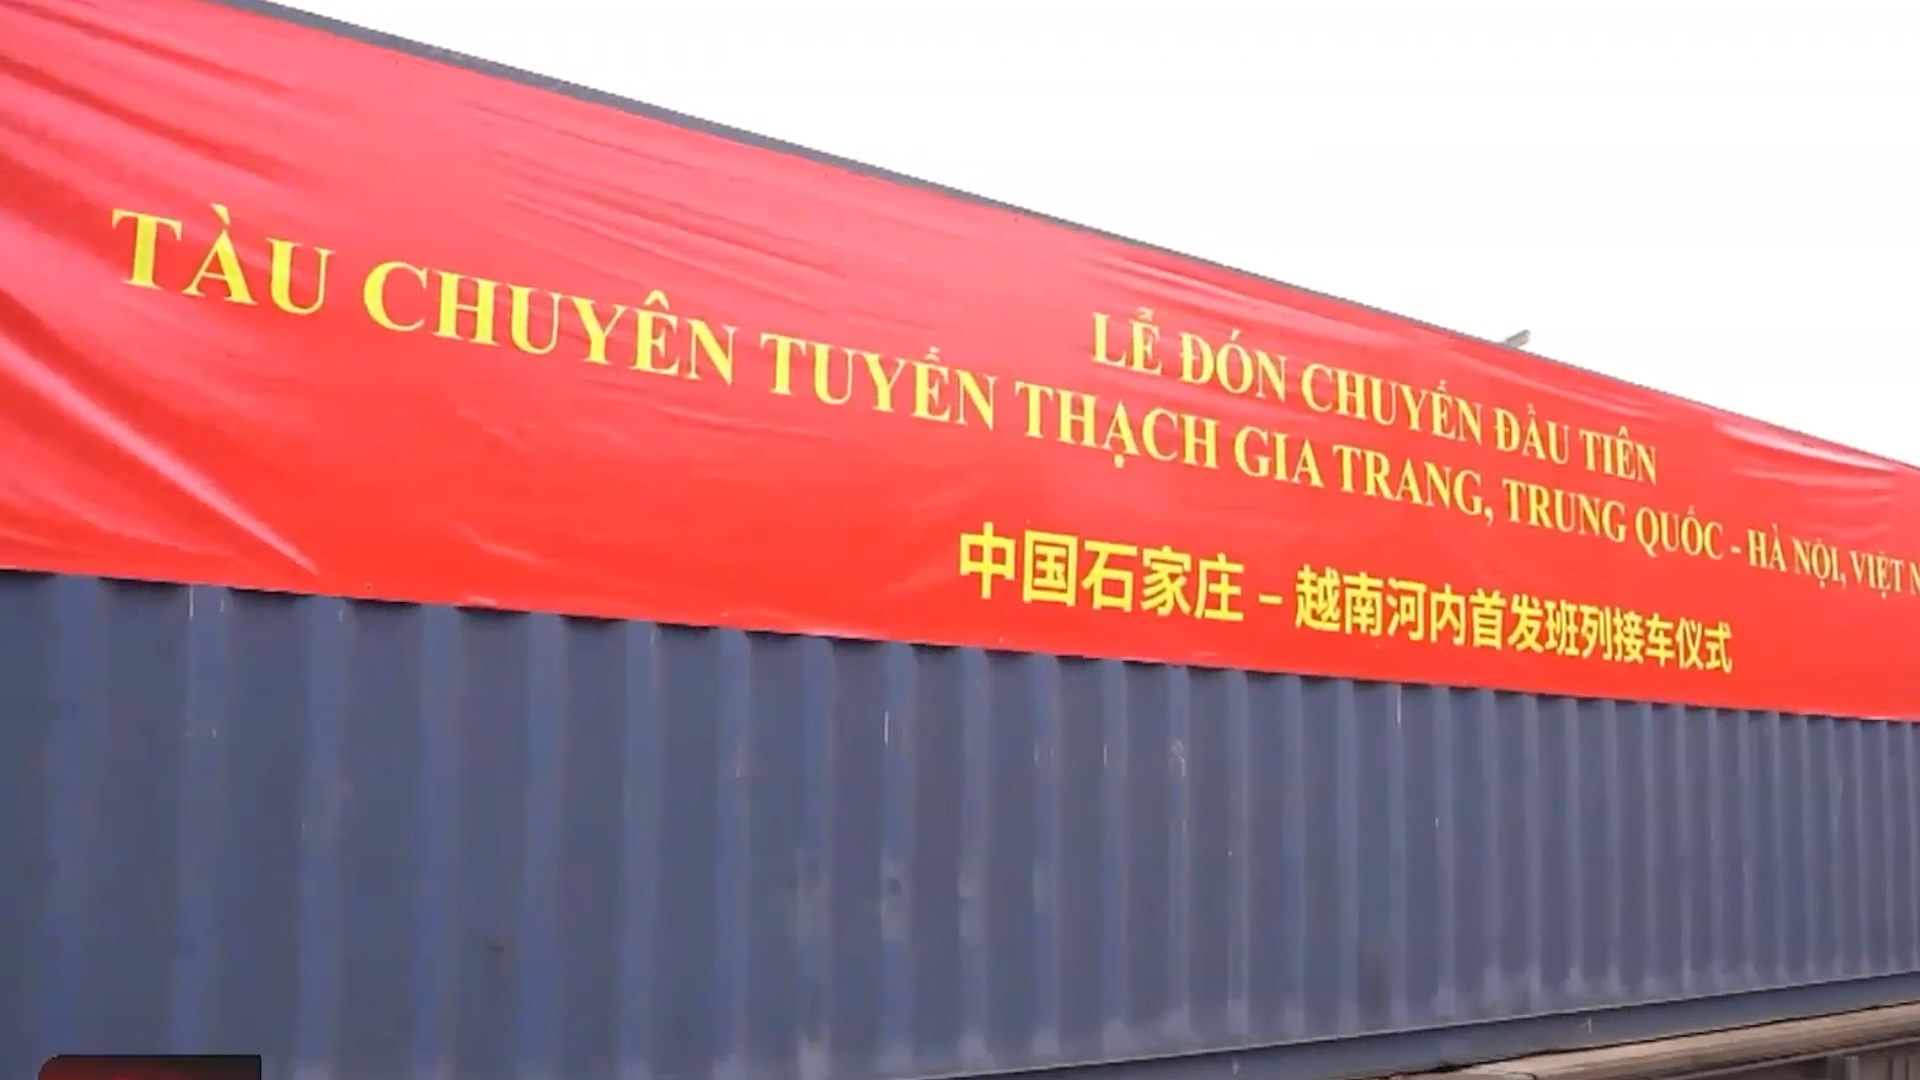 LỄ ĐÓN CHUYẾN ĐẦU TIÊN
TÀU CHUYÊN TUYẾN THẠCH GIA TRANG, TRUNG QUỐC - HÀ NỘI, VIỆT
中国石家庄 – 越南河内首发班列接车仪式